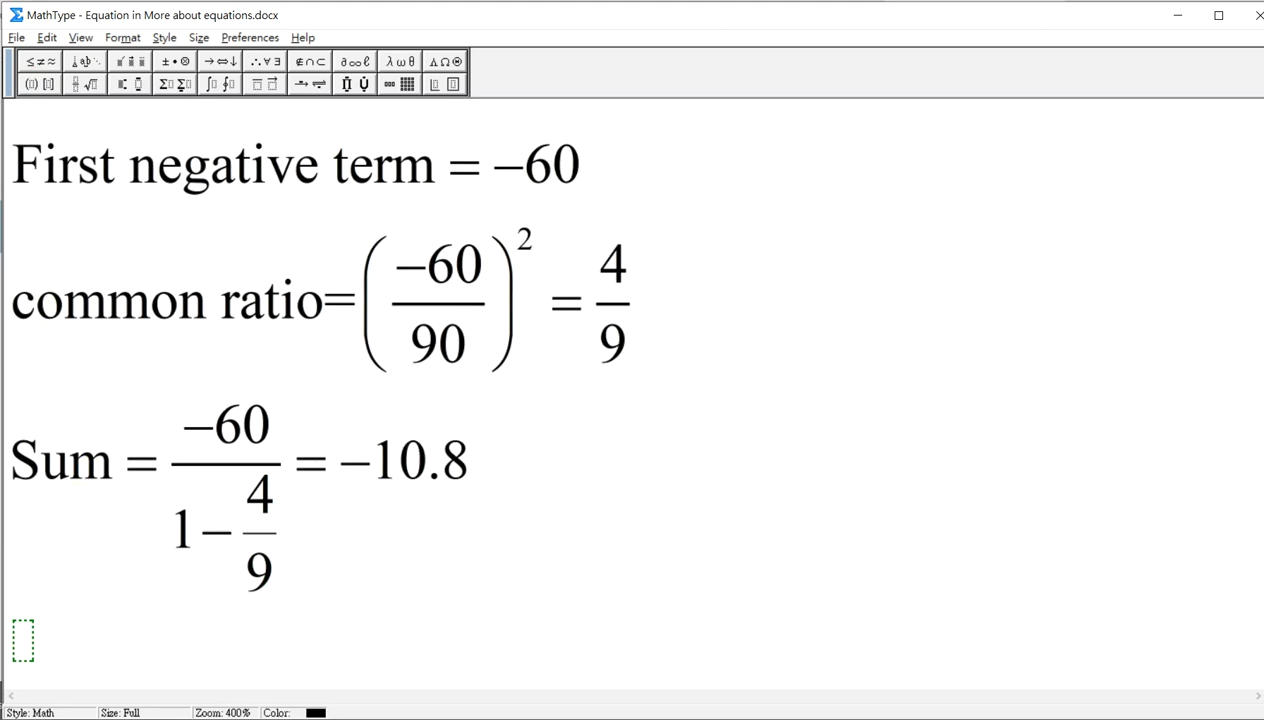 MathType - Equation in More about equations.docx
File Edit View Format Style Size Preferences Help
First negative term = −60
common ratio= (−60/90)^2 = 4/9
Sum = −60/(1 − 4/9) = −10.8
Style: Math Size: Full Zoom: 400% Color: